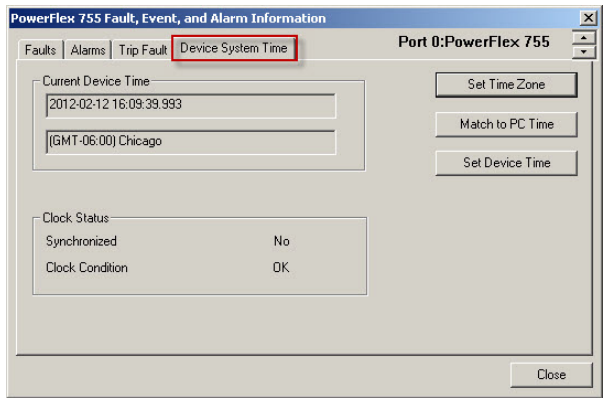 PowerFlex 755 Fault, Event, and Alarm Information
Faults Alarms Trip Fault Device System Time Port 0:PowerFlex 755
Current Device Time
2012-02-12 16:09:39.993
(GMT-06:00) Chicago
Set Time Zone
Match to PC Time
Set Device Time
Clock Status
Synchronized No
Clock Condition OK
Close